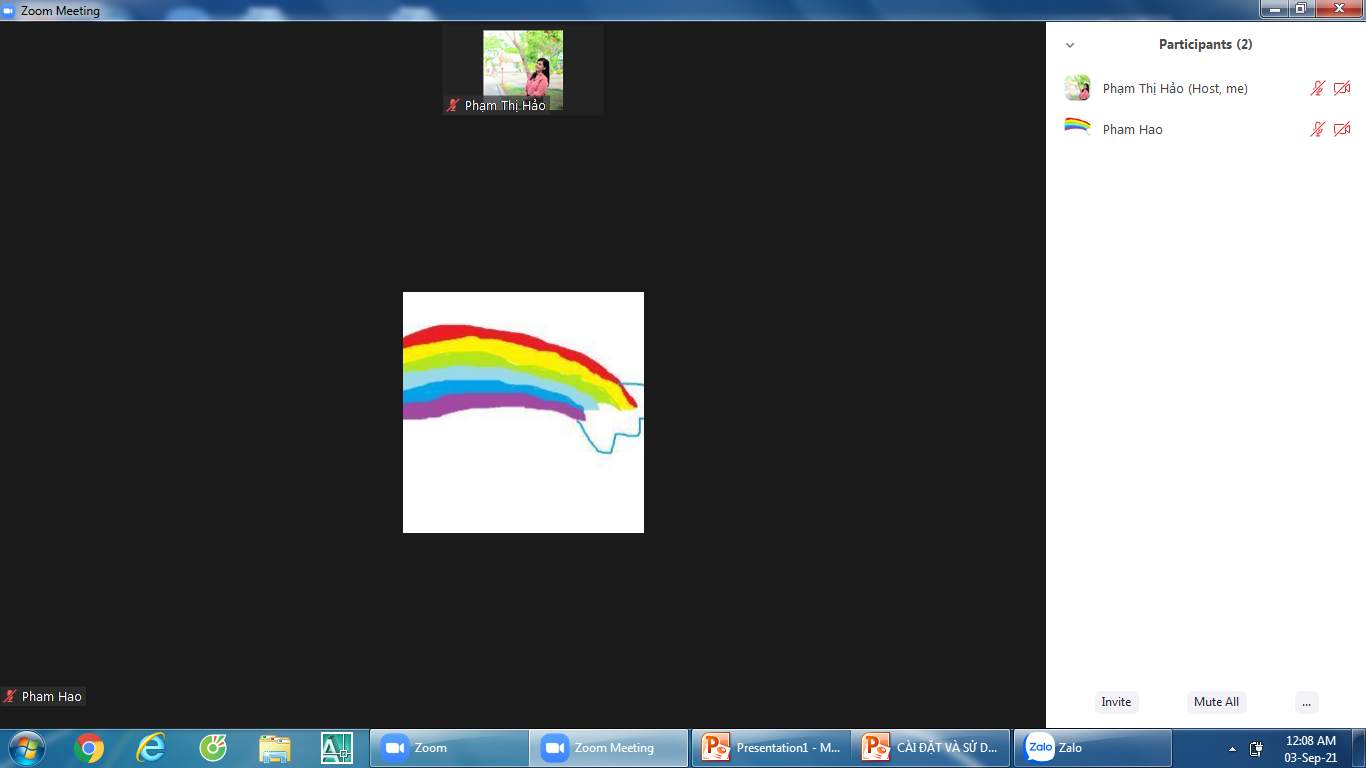 Zoom Meeting
Phạm Thị Hảo
Participants (2)
Phạm Thị Hảo (Host, me)
Pham Hao
Pham Hao
Invite
Mute All
...
Zoom
Zoom Meeting
Presentation1 - M...
CÀI ĐẶT VÀ SỬ D...
Zalo
Zalo
12:08 AM
03-Sep-21